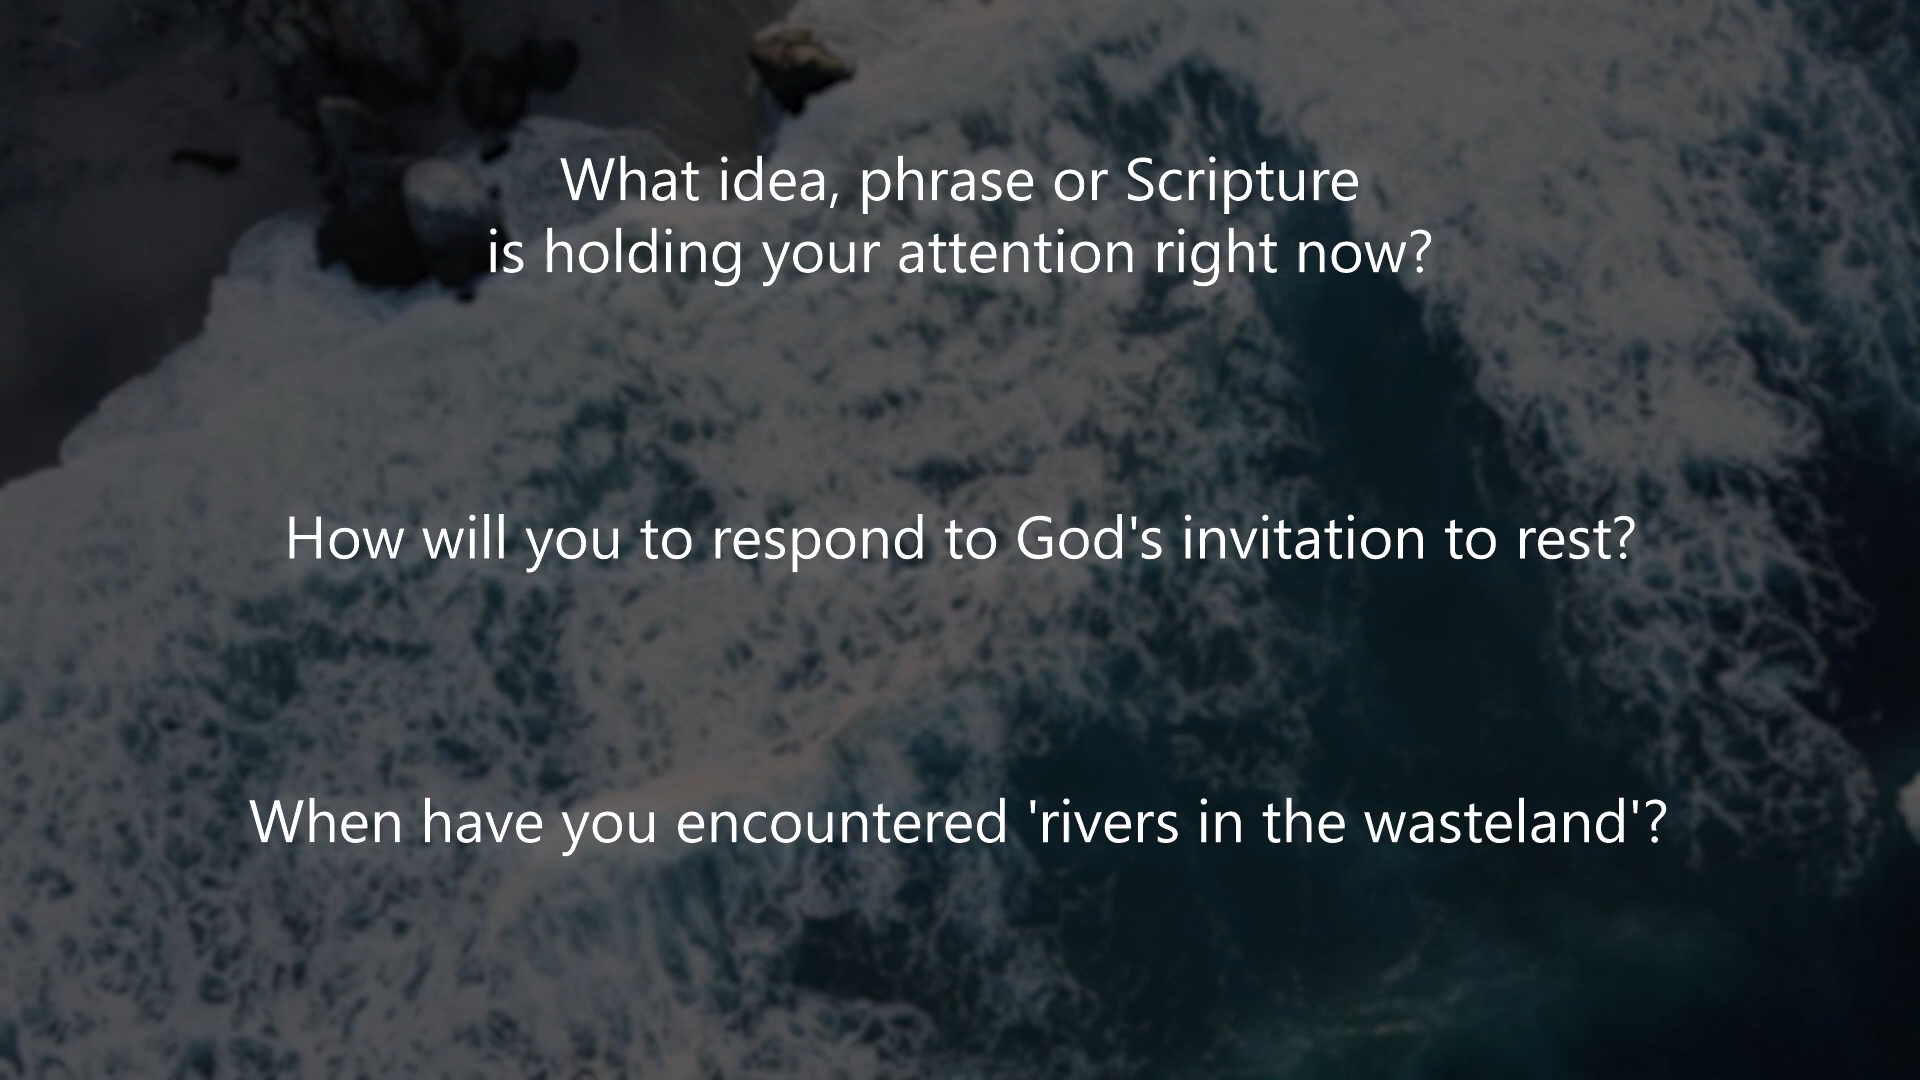 What idea, phrase or Scripture
is holding your attention right now?
How will you to respond to God's invitation to rest?
When have you encountered 'rivers in the wasteland'?